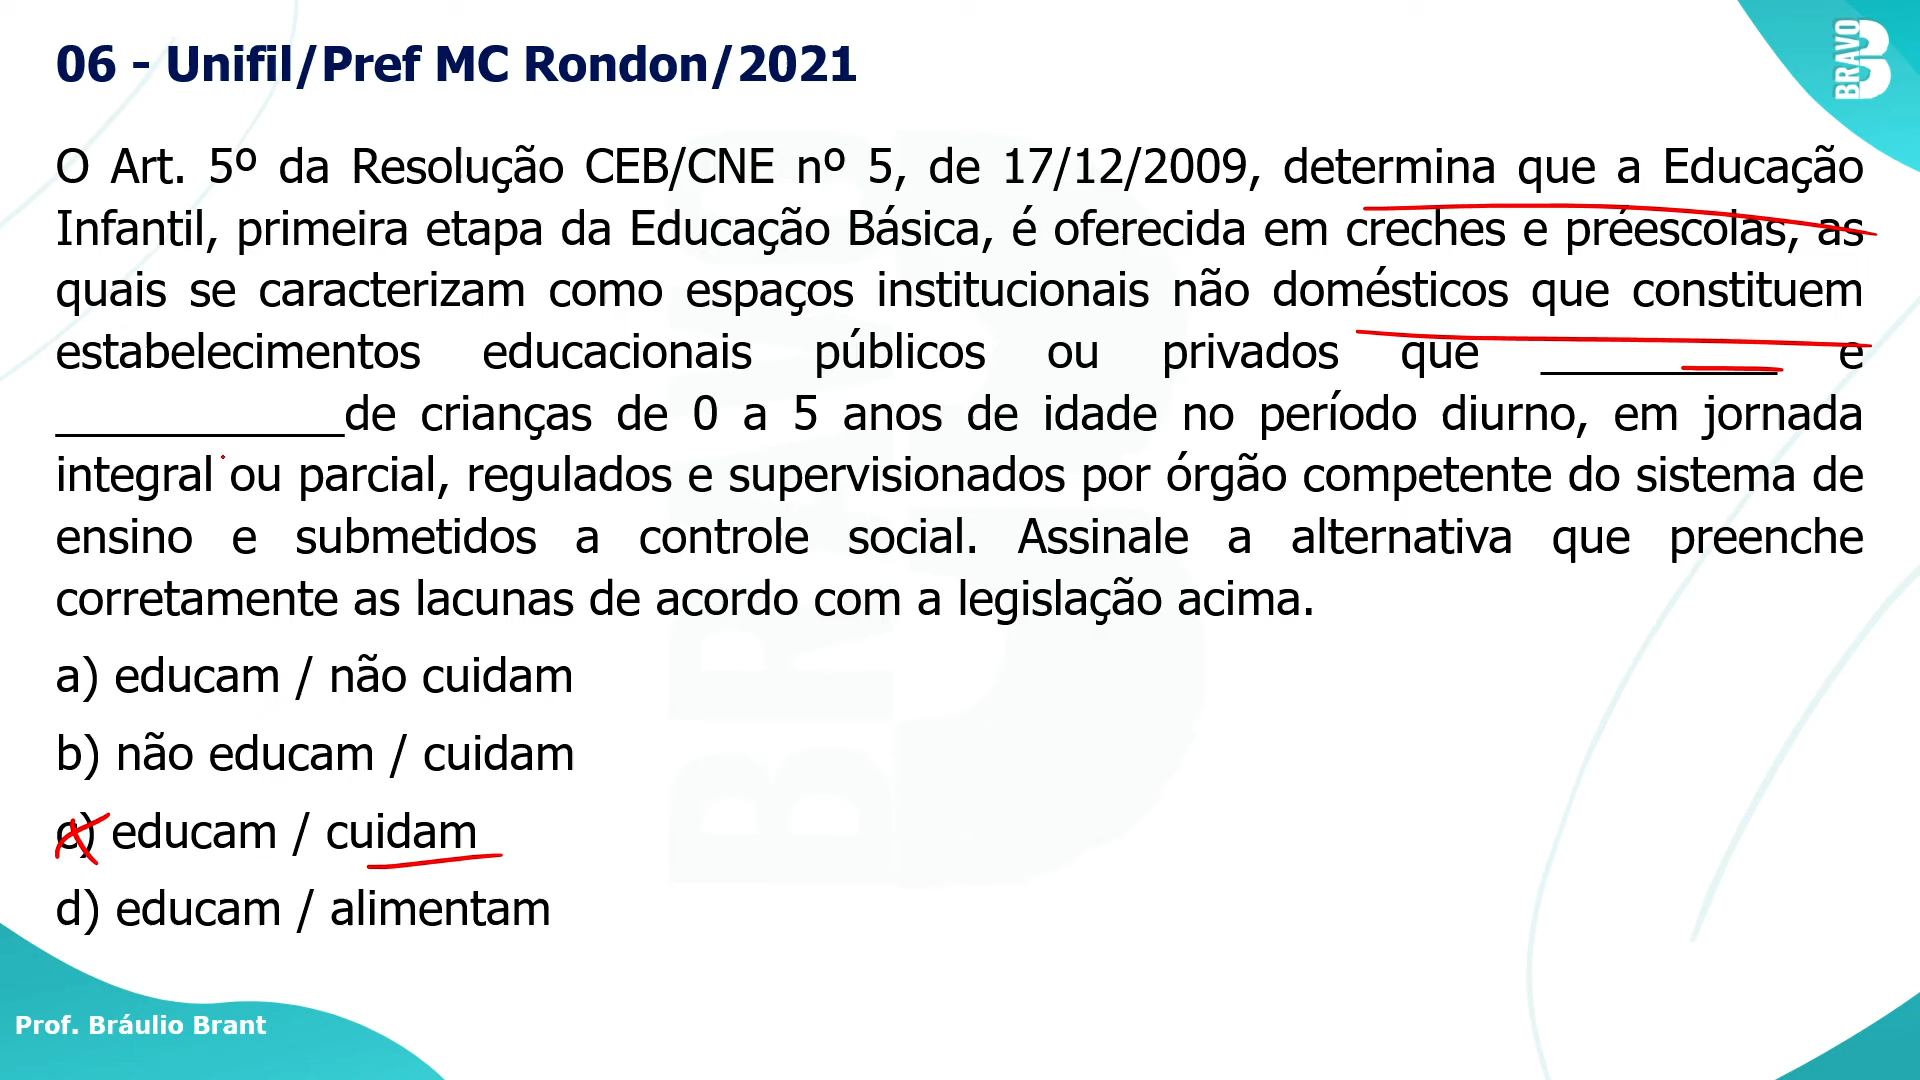 06 - Unifil/Pref MC Rondon/2021
BRAVO
O Art. 5º da Resolução CEB/CNE nº 5, de 17/12/2009, determina que a Educação
Infantil, primeira etapa da Educação Básica, é oferecida em creches e préescolas, as
quais se caracterizam como espaços institucionais não domésticos que constituem
estabelecimentos educacionais públicos ou privados que __________ e
____________de crianças de 0 a 5 anos de idade no período diurno, em jornada
integral ou parcial, regulados e supervisionados por órgão competente do sistema de
ensino e submetidos a controle social. Assinale a alternativa que preenche
corretamente as lacunas de acordo com a legislação acima.
a) educam / não cuidam
b) não educam / cuidam
c) educam / cuidam
d) educam / alimentam
Prof. Bráulio Brant
BRAVO